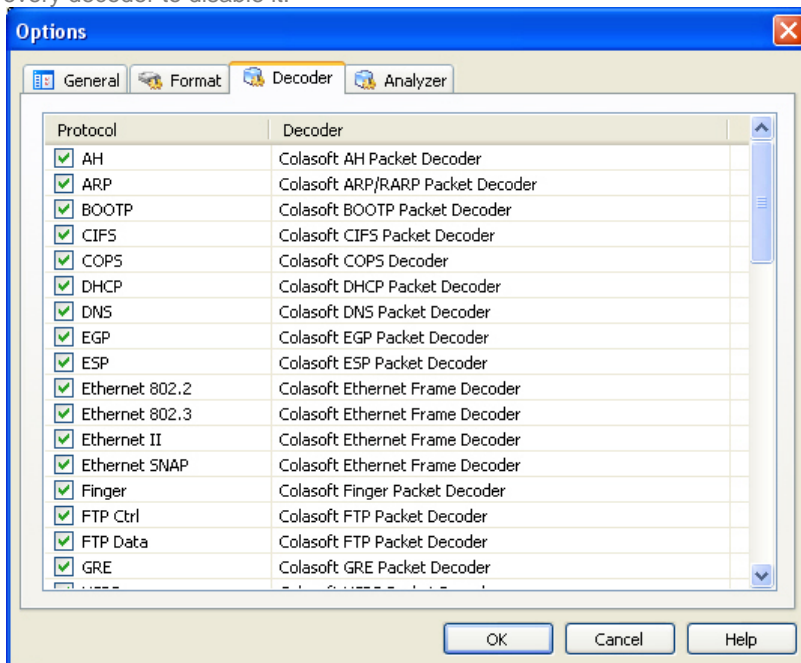 every decoder to disable it.
Options
General Format Decoder Analyzer
Protocol Decoder
AH Colasoft AH Packet Decoder
ARP Colasoft ARP/RARP Packet Decoder
BOOTP Colasoft BOOTP Packet Decoder
CIFS Colasoft CIFS Packet Decoder
COPS Colasoft COPS Decoder
DHCP Colasoft DHCP Packet Decoder
DNS Colasoft DNS Packet Decoder
EGP Colasoft EGP Packet Decoder
ESP Colasoft ESP Packet Decoder
Ethernet 802.2 Colasoft Ethernet Frame Decoder
Ethernet 802.3 Colasoft Ethernet Frame Decoder
Ethernet II Colasoft Ethernet Frame Decoder
Ethernet SNAP Colasoft Ethernet Frame Decoder
Finger Colasoft Finger Packet Decoder
FTP Ctrl Colasoft FTP Packet Decoder
FTP Data Colasoft FTP Packet Decoder
GRE Colasoft GRE Packet Decoder
OK Cancel Help